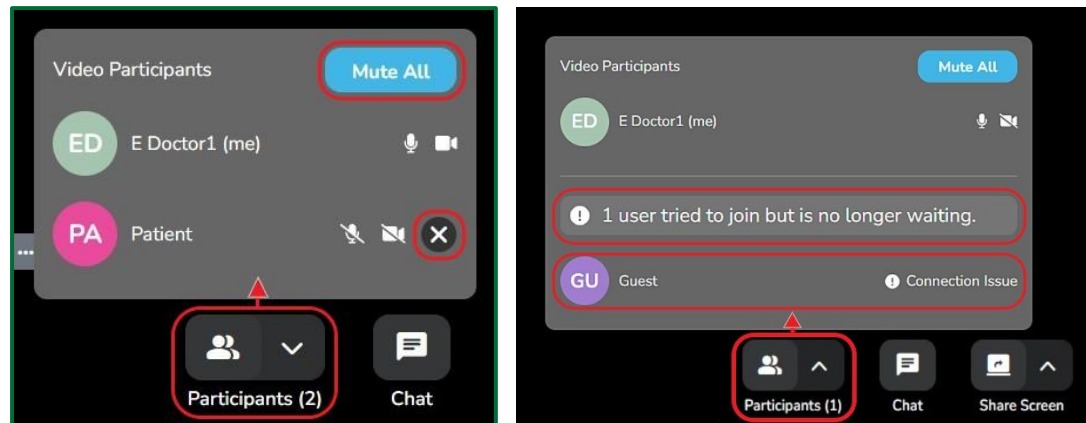 Video Participants
Mute All
ED
E Doctor1 (me)
PA
Patient
Participants (2)
Chat
Video Participants
Mute All
ED
E Doctor1 (me)
1 user tried to join but is no longer waiting.
GU
Guest
Connection Issue
Participants (1)
Chat
Share Screen